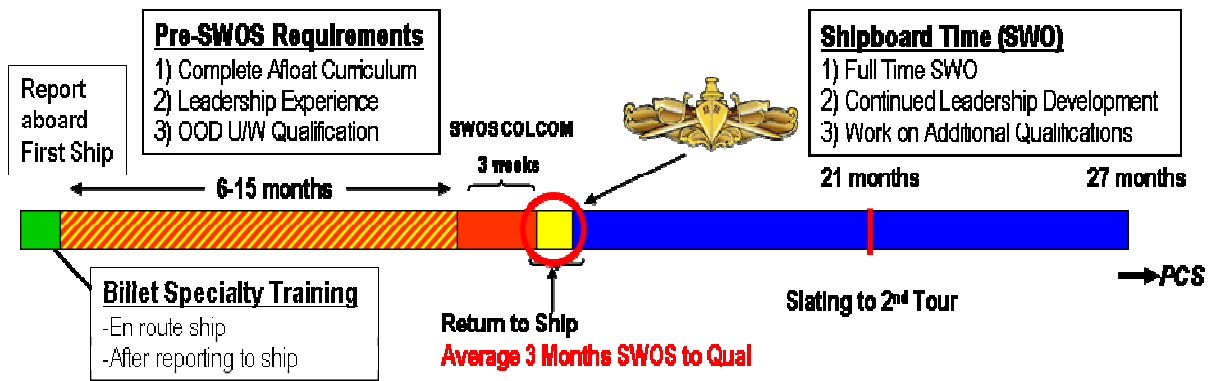 Report
aboard
First Ship
Pre-SWOS Requirements
1) Complete Afloat Curriculum
2) Leadership Experience
3) OOD U/W Qualification
SWOSCOLCOM
3 weeks
Shipboard Time (SWO)
1) Full Time SWO
2) Continued Leadership Development
3) Work on Additional Qualifications
6-15 months
21 months
27 months
Billet Specialty Training
-En route ship
-After reporting to ship
Return to Ship
Average 3 Months SWOS to Qual
Slating to 2nd Tour
PCS